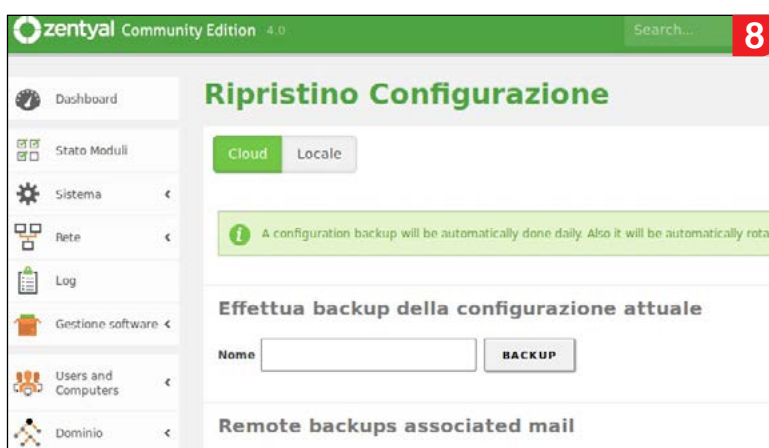 zentyal Community Edition 4.0
Search...
8
Dashboard
Stato Moduli
Sistema
Rete
Log
Gestione software
Users and
Computers
Dominio
Ripristino Configurazione
Cloud
Locale
A configuration backup will be automatically done daily. Also it will be automatically rota
Effettua backup della configurazione attuale
Nome
BACKUP
Remote backups associated mail